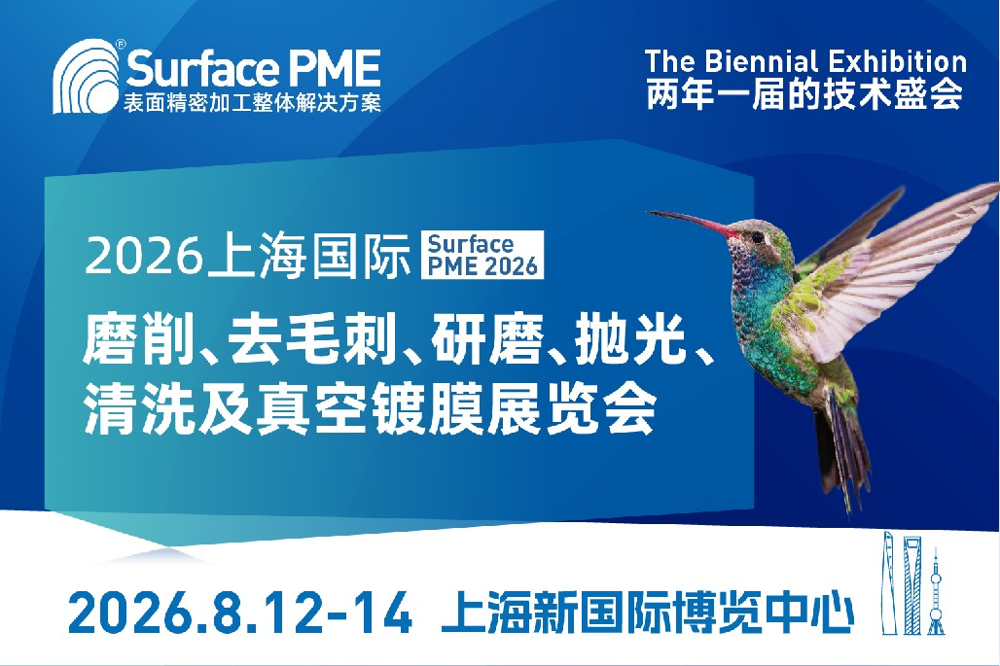 Surface PME®
表面精密加工整体解决方案
The Biennial Exhibition
两年一届的技术盛会
2026上海国际
Surface
PME 2026
磨削、去毛刺、研磨、抛光、
清洗及真空镀膜展览会
2026.8.12-14 上海新国际博览中心